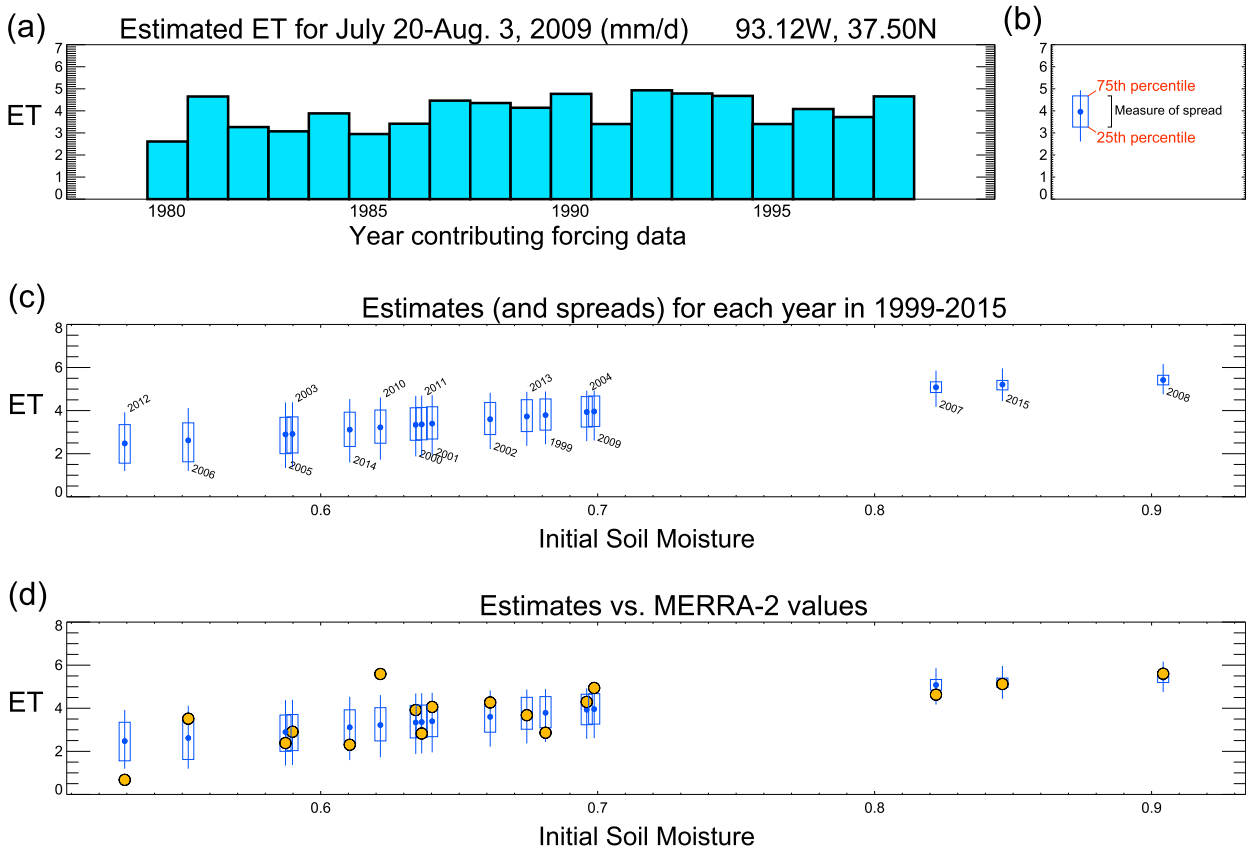 (a)
Estimated ET for July 20-Aug. 3, 2009 (mm/d) 93.12W, 37.50N
7
6
5
4
3
2
1
0
ET
1980 1985 1990 1995
Year contributing forcing data
(b)
7
6
5
4
3
2
1
0
75th percentile
Measure of spread
25th percentile
(c)
Estimates (and spreads) for each year in 1999-2015
8
6
4
2
0
ET
2012
2006
2003
2005
2014
2010
2011
2000
2001
2002
2013
1999
2004
2009
2007
2015
2008
0.6 0.7 0.8 0.9
Initial Soil Moisture
(d)
Estimates vs. MERRA-2 values
8
6
4
2
0
ET
0.6 0.7 0.8 0.9
Initial Soil Moisture